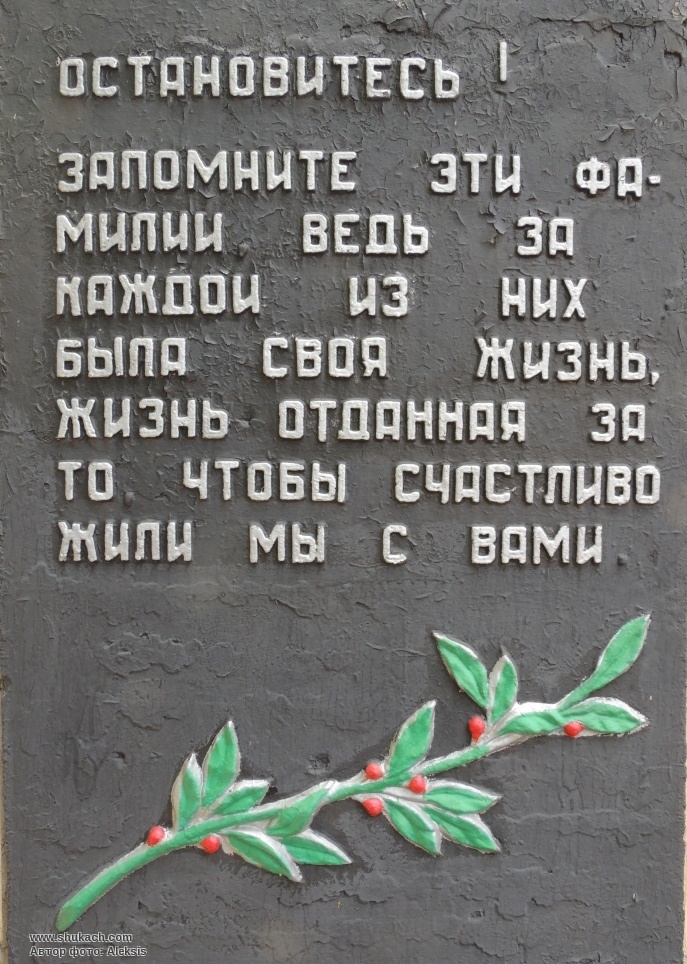 ОСТАНОВИТЕСЬ !
ЗАПОМНИТЕ ЭТИ ФА-
МИЛИИ ВЕДЬ ЗА
КАЖДОИ ИЗ НИХ
БЫЛА СВОЯ ЖИЗНЬ,
ЖИЗНЬ ОТДАННАЯ ЗА
ТО ЧТОБЫ СЧАСТЛИВО
ЖИЛИ МЫ С ВАМИ
www.shukach.com
Автор фото: Aleksis